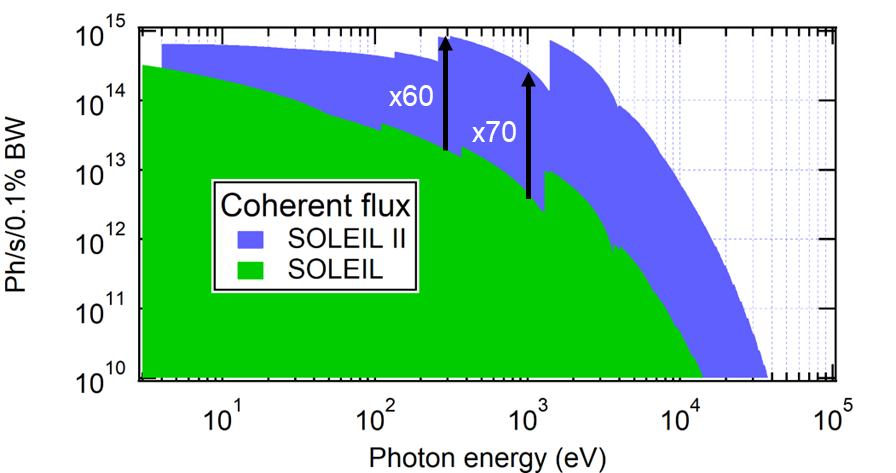 Ph/s/0.1% BW
10^15
10^14
10^13
10^12
10^11
10^10
x60
x70
Coherent flux
SOLEIL II
SOLEIL
10^1
10^2
10^3
10^4
10^5
Photon energy (eV)